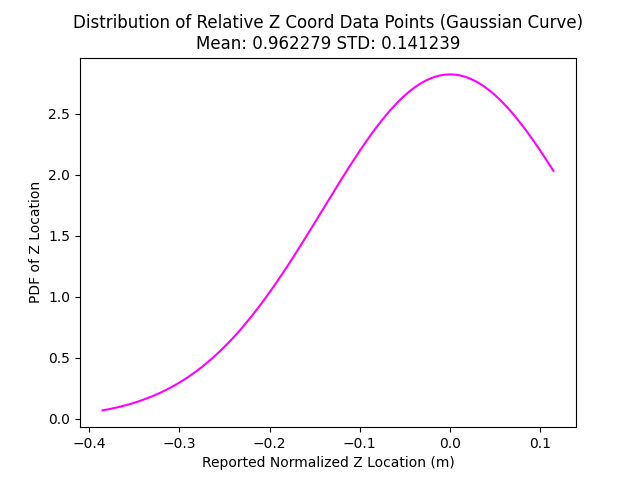 Distribution of Relative Z Coord Data Points (Gaussian Curve)
Mean: 0.962279 STD: 0.141239
PDF of Z Location
2.5
2.0
1.5
1.0
0.5
0.0
−0.4 −0.3 −0.2 −0.1 0.0 0.1
Reported Normalized Z Location (m)